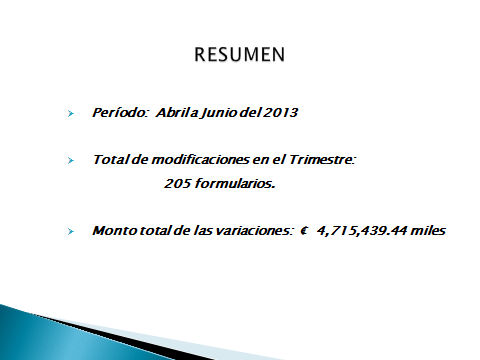 RESUMEN
Período: Abril a Junio del 2013
Total de modificaciones en el Trimestre:
205 formularios.
Monto total de las variaciones: € 4,715,439.44 miles